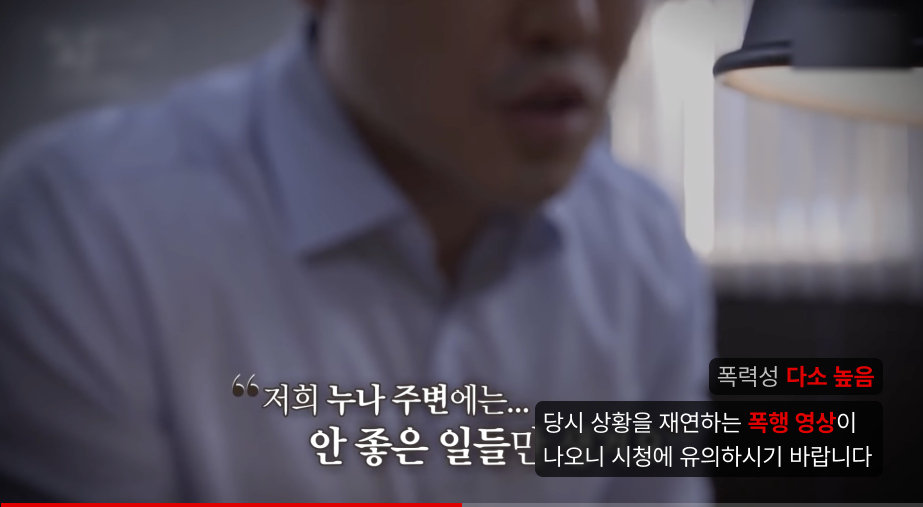 “저희 누나 주변에는...
안 좋은 일들만
폭력성 다소 높음
당시 상황을 재연하는 폭행 영상이
나오니 시청에 유의하시기 바랍니다